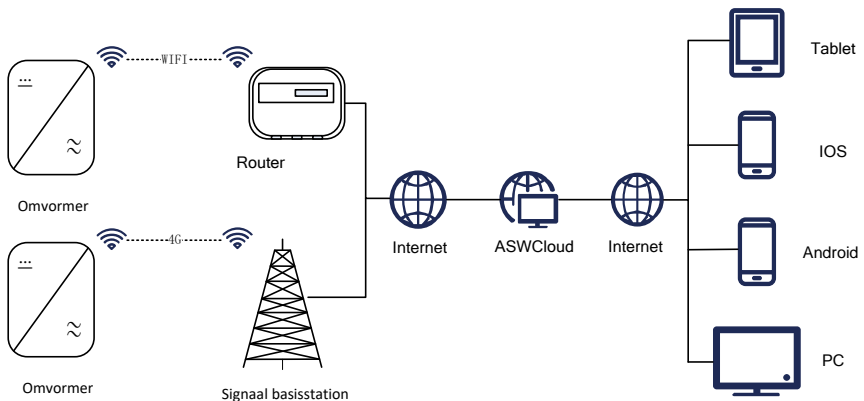 WIFI
Router
Omvormer
4G
Omvormer
Signaal basisstation
Internet
ASWCloud
Internet
Tablet
IOS
Android
PC